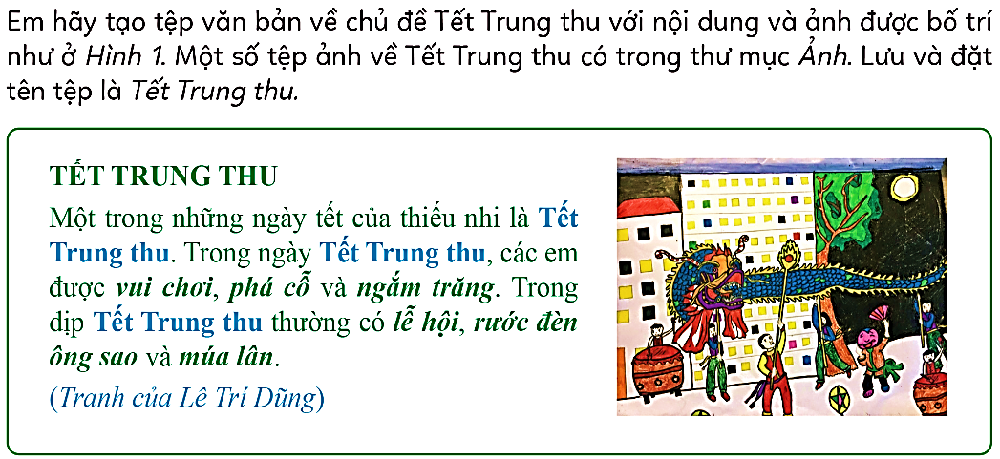 Em hãy tạo tệp văn bản về chủ đề Tết Trung thu với nội dung và ảnh được bố trí
như ở Hình 1. Một số tệp ảnh về Tết Trung thu có trong thư mục Ảnh. Lưu và đặt
tên tệp là Tết Trung thu.
TẾT TRUNG THU
Một trong những ngày tết của thiếu nhi là Tết
Trung thu. Trong ngày Tết Trung thu, các em
được vui chơi, phá cỗ và ngắm trăng. Trong
dịp Tết Trung thu thường có lễ hội, rước đèn
ông sao và múa lân.
(Tranh của Lê Trí Dũng)